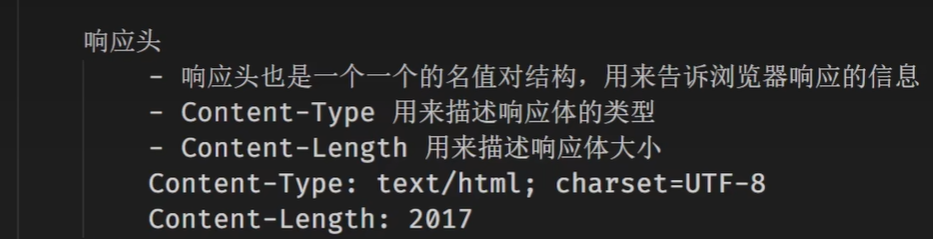 响应头
- 响应头也是一个一个的名值对结构，用来告诉浏览器响应的信息
- Content-Type 用来描述响应体的类型
- Content-Length 用来描述响应体大小
Content-Type: text/html; charset=UTF-8
Content-Length: 2017